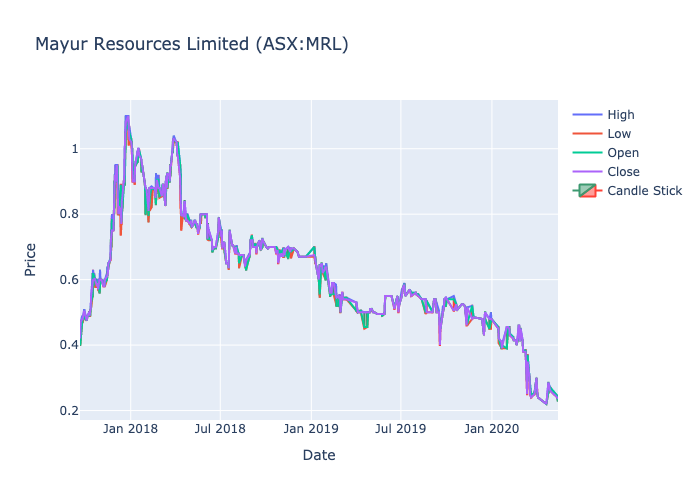 Mayur Resources Limited (ASX:MRL)
High
Low
Open
Close
Candle Stick
1
0.8
0.6
0.4
0.2
Price
Jan 2018
Jul 2018
Jan 2019
Jul 2019
Jan 2020
Date